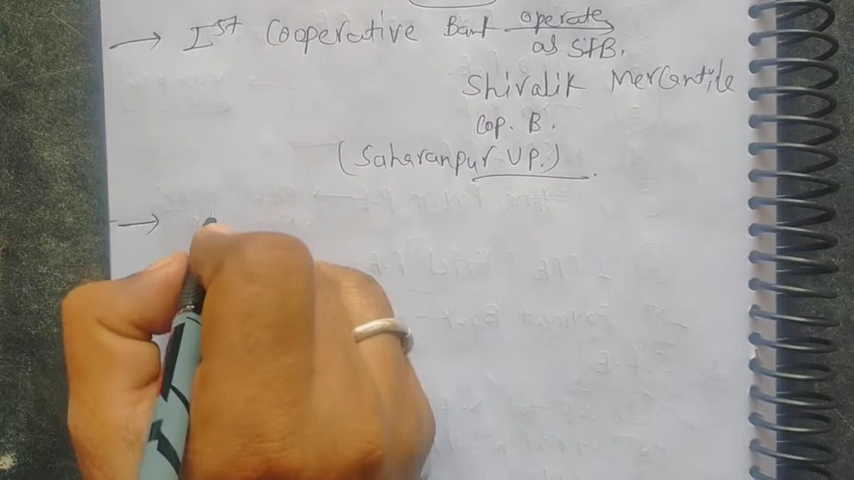 → Ist Cooperative Bank operate
as SFB.
Shivalik Mercantile
Cop. B.
(Saharanpur UP.)
→